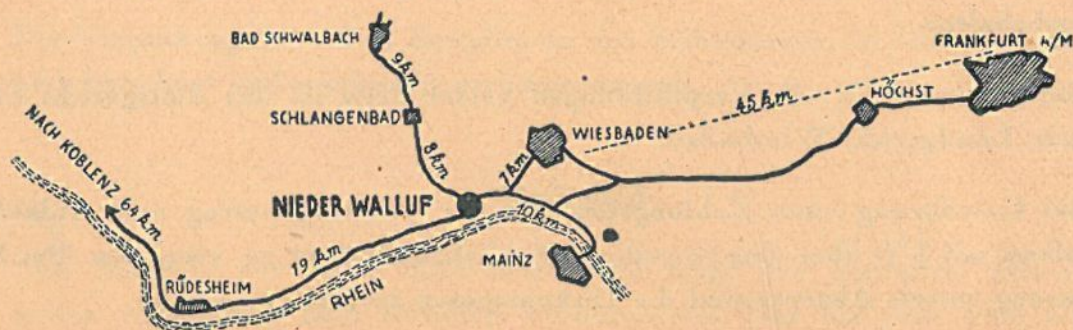 BAD SCHWALBACH
FRANKFURT a/M
9 km
45 km
HÖCHST
SCHLANGENBAD
WIESBADEN
NACH KOBLENZ 64 km
8 km
7 km
NIEDER WALLUF
10 km
19 km
MAINZ
RÜDESHEIM
RHEIN